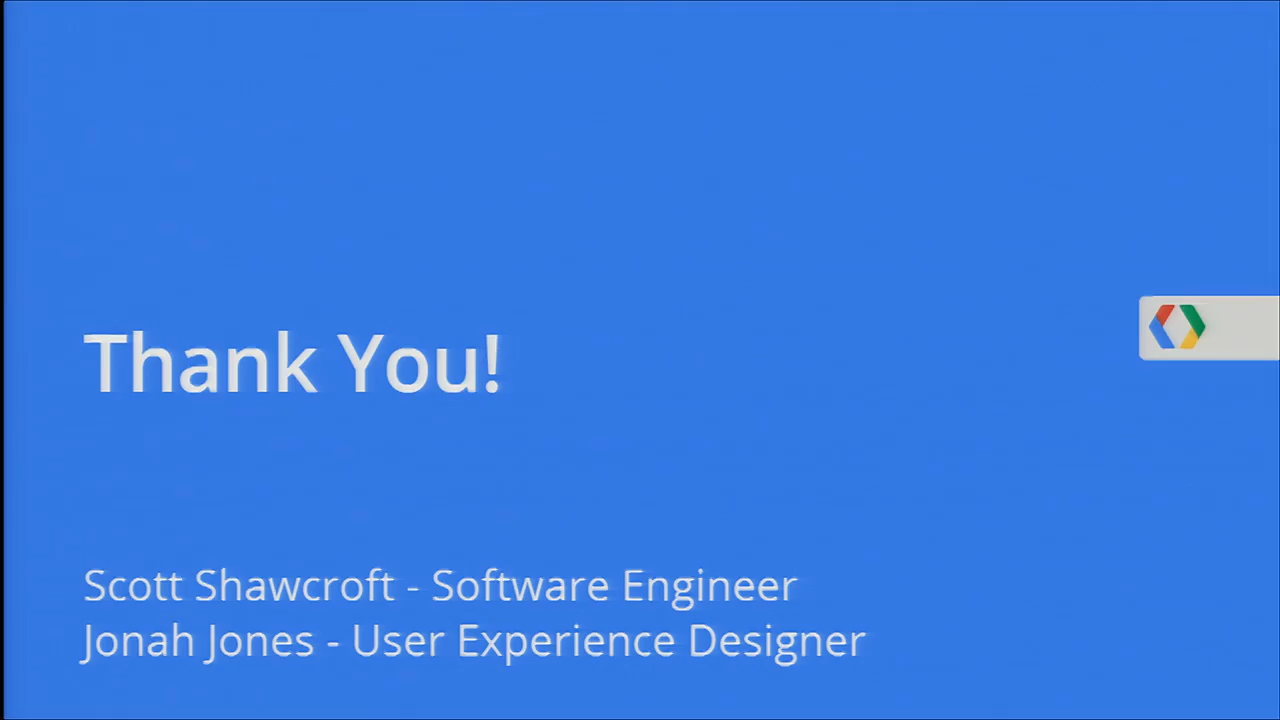 Thank You!
Scott Shawcroft - Software Engineer
Jonah Jones - User Experience Designer